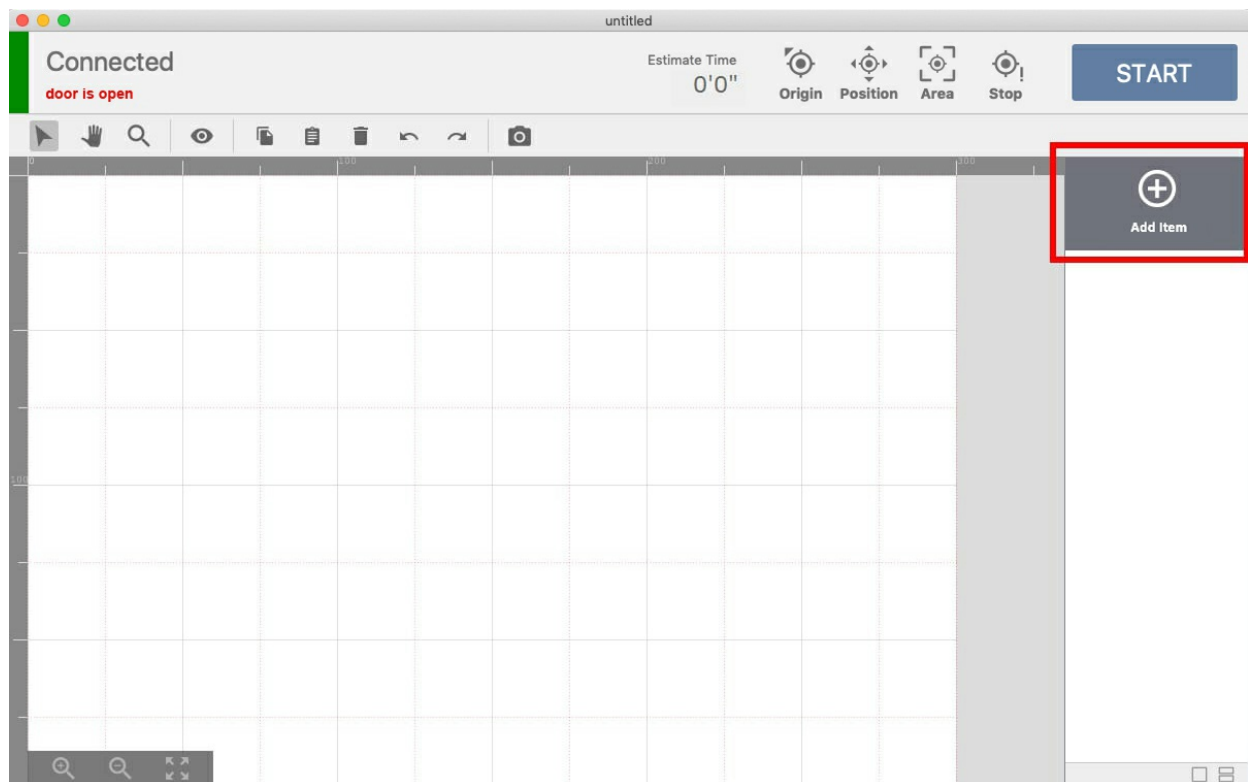 untitled
Connected
door is open
Estimate Time
0'0"
Origin
Position
Area
Stop
START
0
100
200
300
Add Item
100